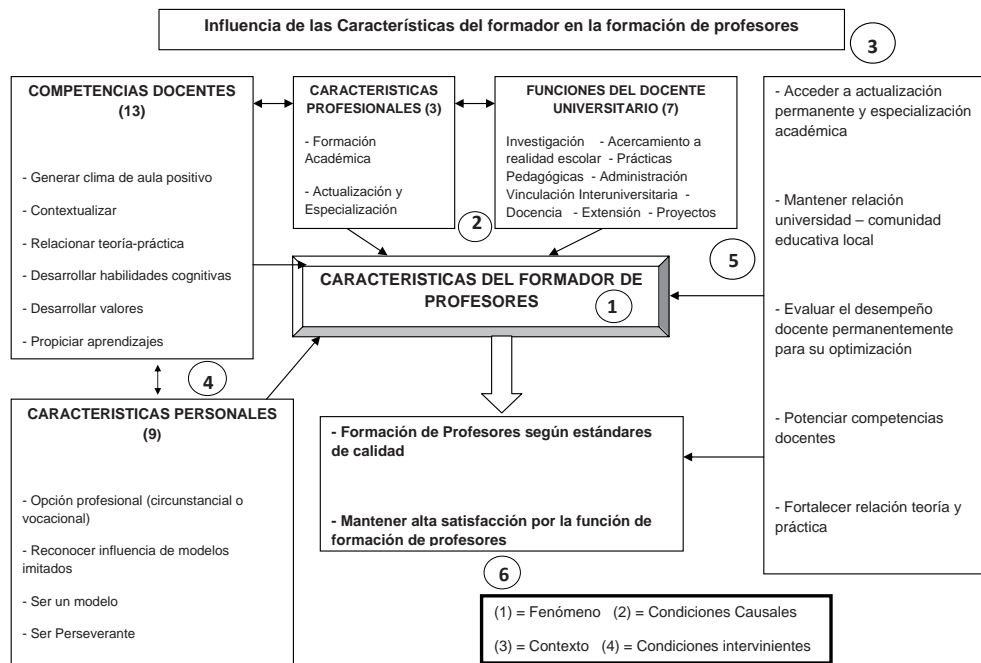 Influencia de las Características del formador en la formación de profesores
3
COMPETENCIAS DOCENTES
(13)
- Generar clima de aula positivo
- Contextualizar
- Relacionar teoría-práctica
- Desarrollar habilidades cognitivas
- Desarrollar valores
- Propiciar aprendizajes
CARACTERISTICAS
PROFESIONALES (3)
- Formación
Académica
- Actualización y
Especialización
FUNCIONES DEL DOCENTE
UNIVERSITARIO (7)
Investigación - Acercamiento a
realidad escolar - Prácticas
Pedagógicas - Administración
Vinculación Interuniversitaria -
Docencia - Extensión - Proyectos
- Acceder a actualización
permanente y especialización
académica
- Mantener relación
universidad – comunidad
educativa local
- Evaluar el desempeño
docente permanentemente
para su optimización
- Potenciar competencias
docentes
- Fortalecer relación teoría y
práctica
2
5
CARACTERISTICAS DEL FORMADOR DE
PROFESORES
1
4
CARACTERISTICAS PERSONALES
(9)
- Opción profesional (circunstancial o
vocacional)
- Reconocer influencia de modelos
imitados
- Ser un modelo
- Ser Perseverante
- Formación de Profesores según estándares
de calidad
- Mantener alta satisfacción por la función de
formación de profesores
6
(1) = Fenómeno (2) = Condiciones Causales
(3) = Contexto (4) = Condiciones intervinientes